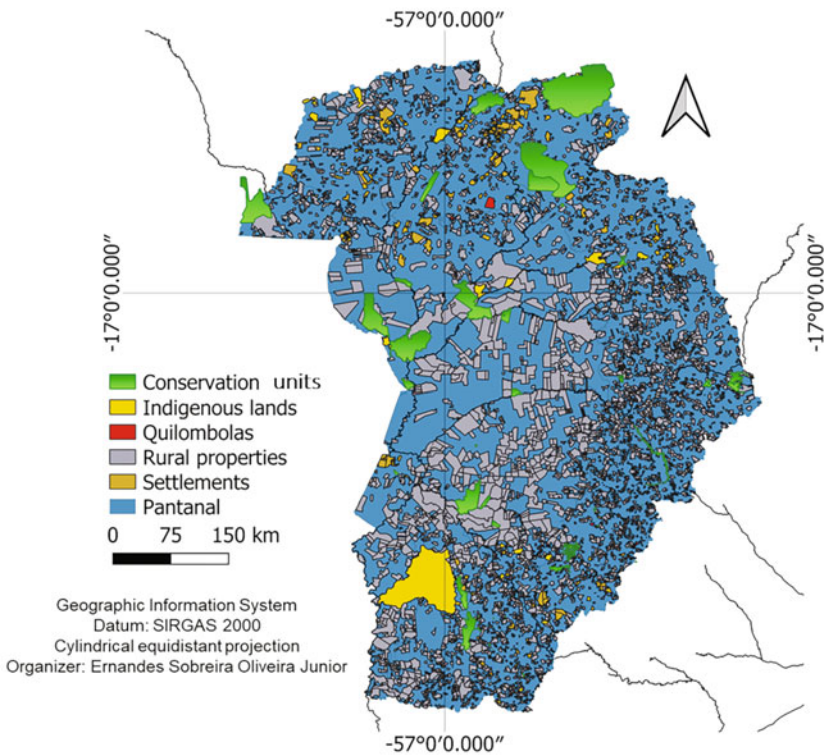 -57°0′0.000″
-17°0′0.000″
-17°0′0.000″
Conservation units
Indigenous lands
Quilombolas
Rural properties
Settlements
Pantanal
0 75 150 km
Geographic Information System
Datum: SIRGAS 2000
Cylindrical equidistant projection
Organizer: Ernandes Sobreira Oliveira Junior
-57°0′0.000″